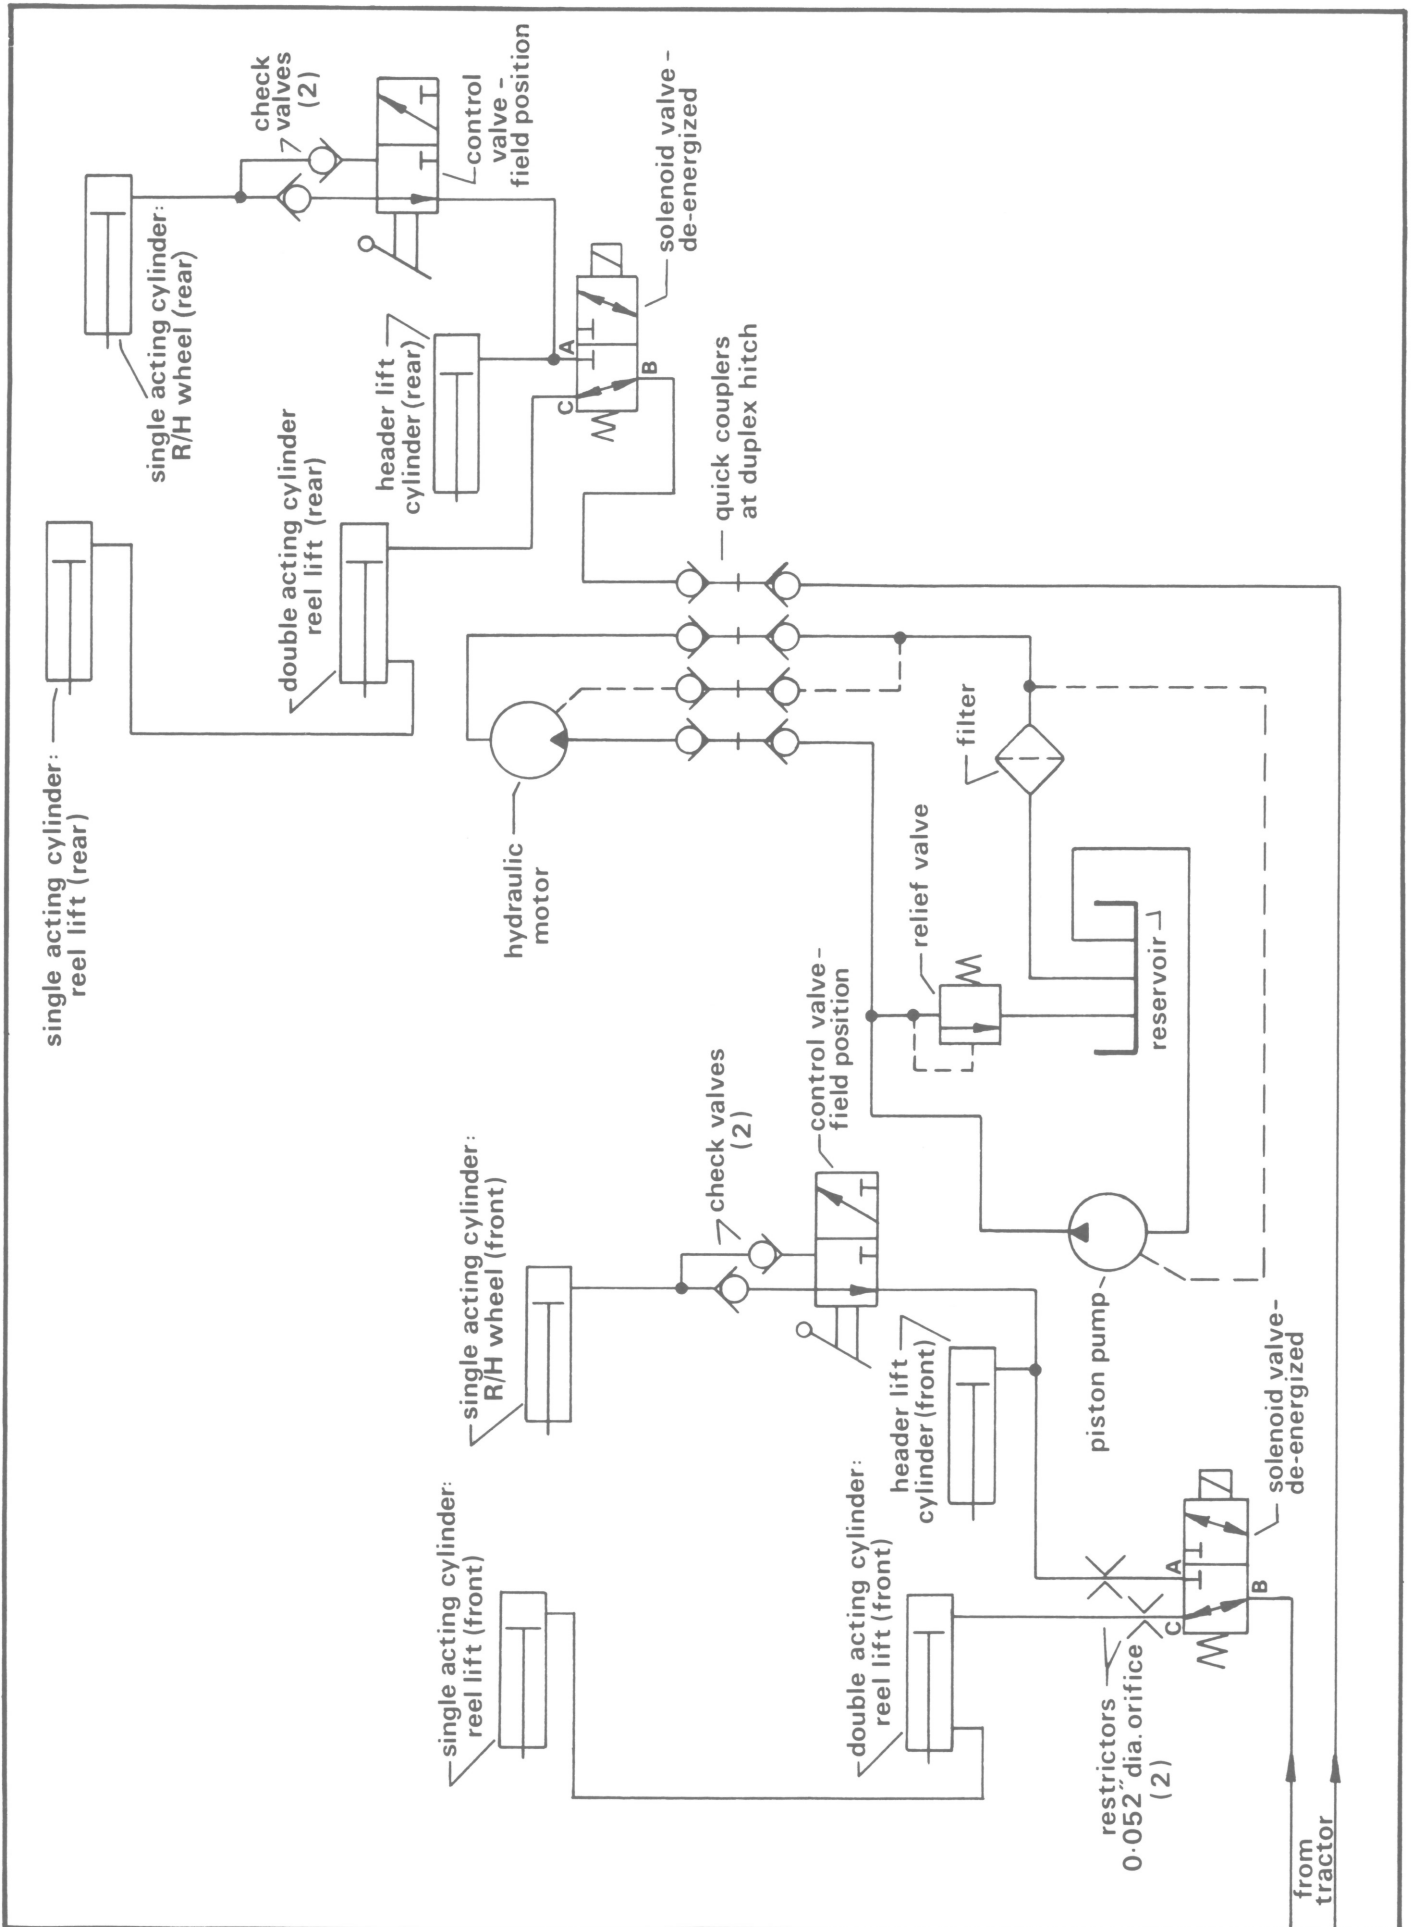 single acting cylinder:
reel lift (rear)
single acting cylinder:
R/H wheel (rear)
check
valves
(2)
control
valve -
field position
double acting cylinder
reel lift (rear)
header lift
cylinder (rear)
A
B
C
solenoid valve -
de-energized
hydraulic
motor
quick couplers
at duplex hitch
single acting cylinder:
reel lift (front)
single acting cylinder:
R/H wheel (front)
check valves
(2)
control valve -
field position
relief valve
filter
reservoir
double acting cylinder:
reel lift (front)
header lift
cylinder (front)
piston pump
restrictors
0·052" dia. orifice
(2)
A
B
C
solenoid valve-
de-energized
from
tractor